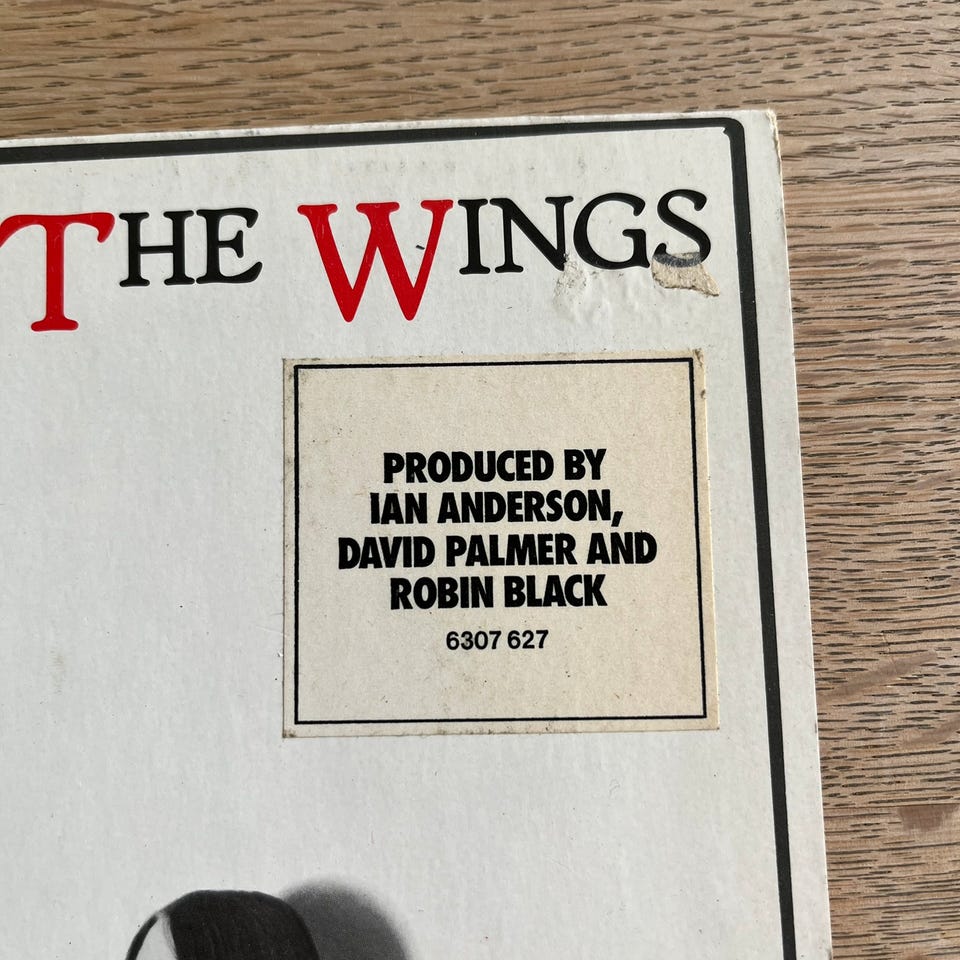 THE WINGS
PRODUCED BY
IAN ANDERSON,
DAVID PALMER AND
ROBIN BLACK
6307 627